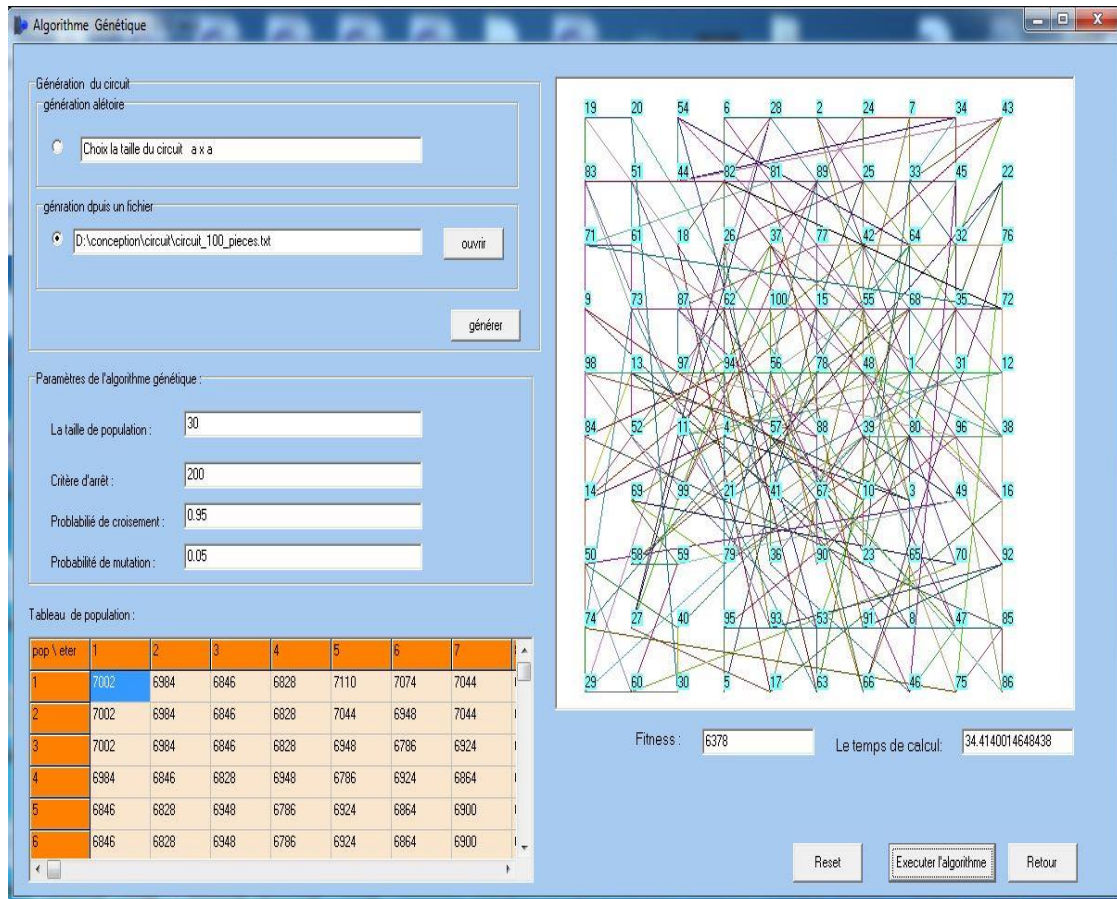 Algorithme Génétique
Génération du circuit
génération alétoire
Choix la taille du circuit a x a
génration dpuis un fichier
D:\conception\circuit\circuit_100_pieces.txt
ouvrir
générer
Paramètres de l'algorithme génétique :
La taille de population : 30
Critère d'arrêt : 200
Problabilié de croisement : 0.95
Probabilité de mutation : 0.05
Tableau de population :
pop \ eter 1 2 3 4 5 6 7
1 7002 6984 6846 6828 7110 7074 7044
2 7002 6984 6846 6828 7044 6948 7044
3 7002 6984 6846 6828 6948 6786 6924
4 6984 6846 6828 6948 6786 6924 6864
5 6846 6828 6948 6786 6924 6864 6900
6 6846 6828 6948 6786 6924 6864 6900
19 20 54 6 28 2 24 7 34 43
83 51 44 82 81 89 25 33 45 22
71 61 18 26 37 77 42 64 32 76
9 73 87 62 100 15 55 68 35 72
98 13 97 94 56 78 48 1 31 12
84 52 11 4 57 88 39 80 96 38
14 69 99 21 41 67 10 3 49 16
50 58 59 79 36 90 23 65 70 92
74 27 40 95 93 53 91 8 47 85
29 60 30 5 17 63 66 46 75 86
Fitness : 6378
Le temps de calcul: 34.4140014648438
Reset
Executer l'algorithme
Retour